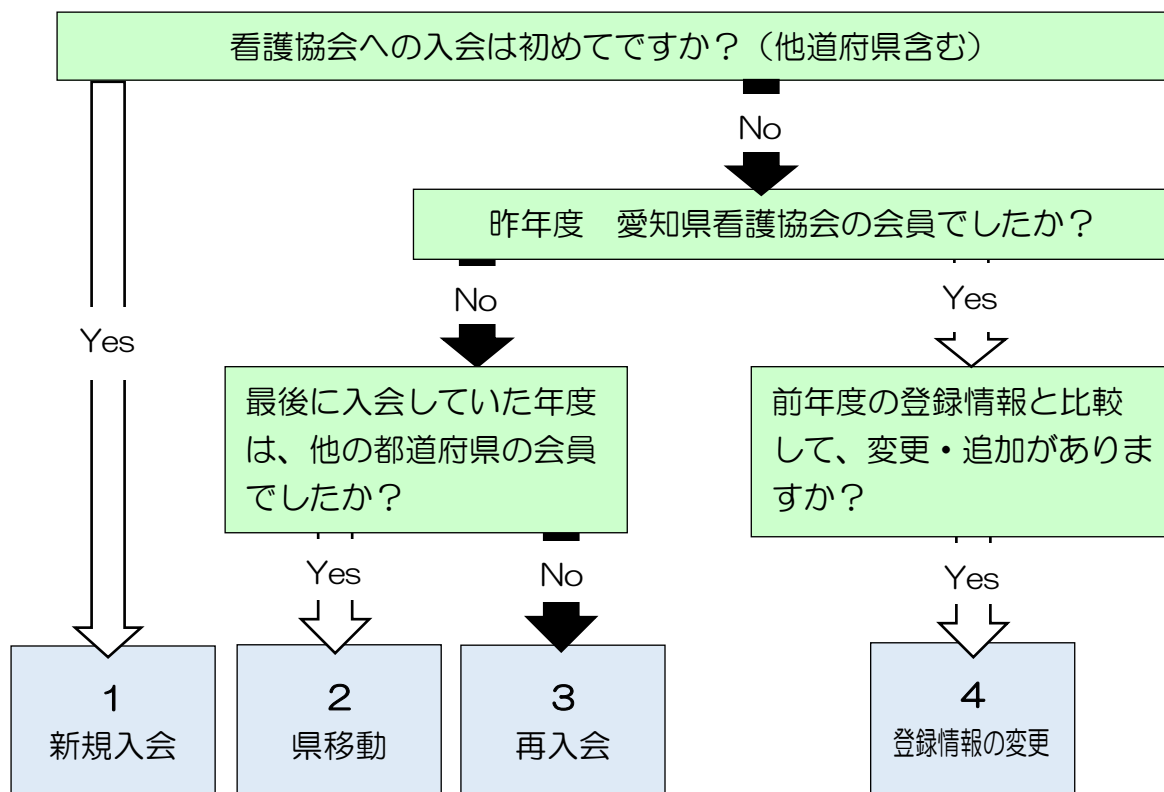 看護協会への入会は初めてですか？（他道府県含む）
No
昨年度　愛知県看護協会の会員でしたか？
Yes
No
Yes
最後に入会していた年度
は、他の都道府県の会員
でしたか？
前年度の登録情報と比較
して、変更・追加がありま
すか？
Yes
No
Yes
１
新規入会
２
県移動
３
再入会
４
登録情報の変更